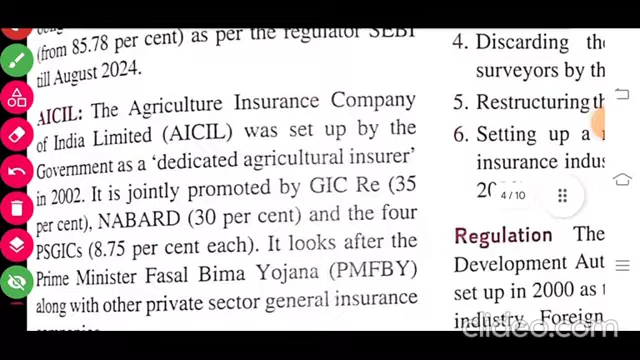 (from 85.78 per cent) as per the regulator SEBI
till August 2024.
AICIL: The Agriculture Insurance Company
of India Limited (AICIL) was set up by the
Government as a 'dedicated agricultural insurer'
in 2002. It is jointly promoted by GIC Re (35
per cent), NABARD (30 per cent) and the four
PSGICs (8.75 per cent each). It looks after the
Prime Minister Fasal Bima Yojana (PMFBY)
along with other private sector general insurance
4. Discarding the
surveyors by th
5. Restructuring th
6. Setting up a
insurance indus
4/10
Regulation The
Development Aut
set up in 2000 as t
industry. Foreign
clideo.com